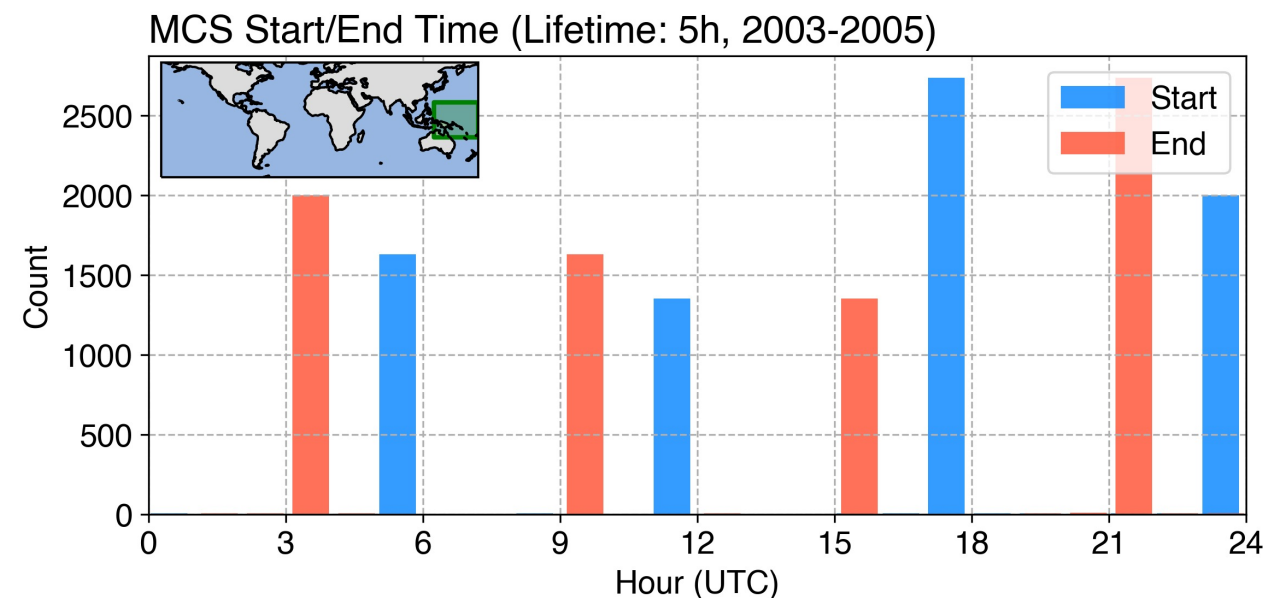 MCS Start/End Time (Lifetime: 5h, 2003-2005)
Start
End
Count
2500
2000
1500
1000
500
0
0 3 6 9 12 15 18 21 24
Hour (UTC)